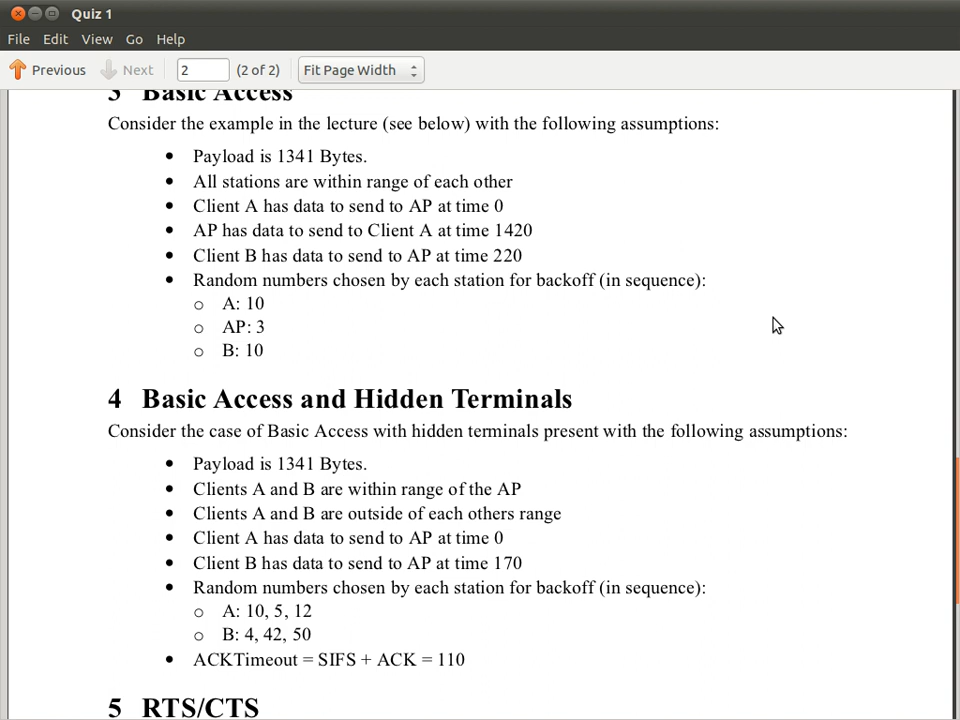 Quiz 1
File Edit View Go Help
Previous Next 2 (2 of 2) Fit Page Width
3 Basic Access
Consider the example in the lecture (see below) with the following assumptions:
• Payload is 1341 Bytes.
• All stations are within range of each other
• Client A has data to send to AP at time 0
• AP has data to send to Client A at time 1420
• Client B has data to send to AP at time 220
• Random numbers chosen by each station for backoff (in sequence):
o A: 10
o AP: 3
o B: 10
4 Basic Access and Hidden Terminals
Consider the case of Basic Access with hidden terminals present with the following assumptions:
• Payload is 1341 Bytes.
• Clients A and B are within range of the AP
• Clients A and B are outside of each others range
• Client A has data to send to AP at time 0
• Client B has data to send to AP at time 170
• Random numbers chosen by each station for backoff (in sequence):
o A: 10, 5, 12
o B: 4, 42, 50
• ACKTimeout = SIFS + ACK = 110
5 RTS/CTS